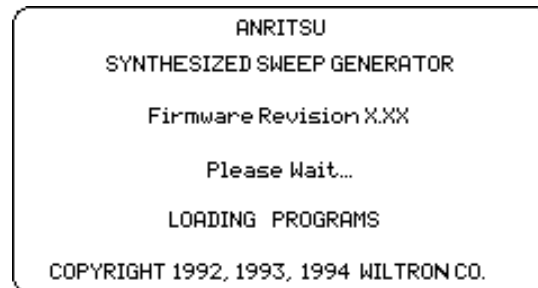 ANRITSU
SYNTHESIZED SWEEP GENERATOR
Firmware Revision X.XX
Please Wait...
LOADING PROGRAMS
COPYRIGHT 1992, 1993, 1994 WILTRON CO.